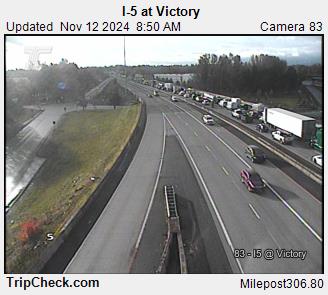 I-5 at Victory
Updated  Nov 12 2024  8:50 AM
Camera 83
S
83 - I5 @ Victory
TripCheck.com
Milepost306.80